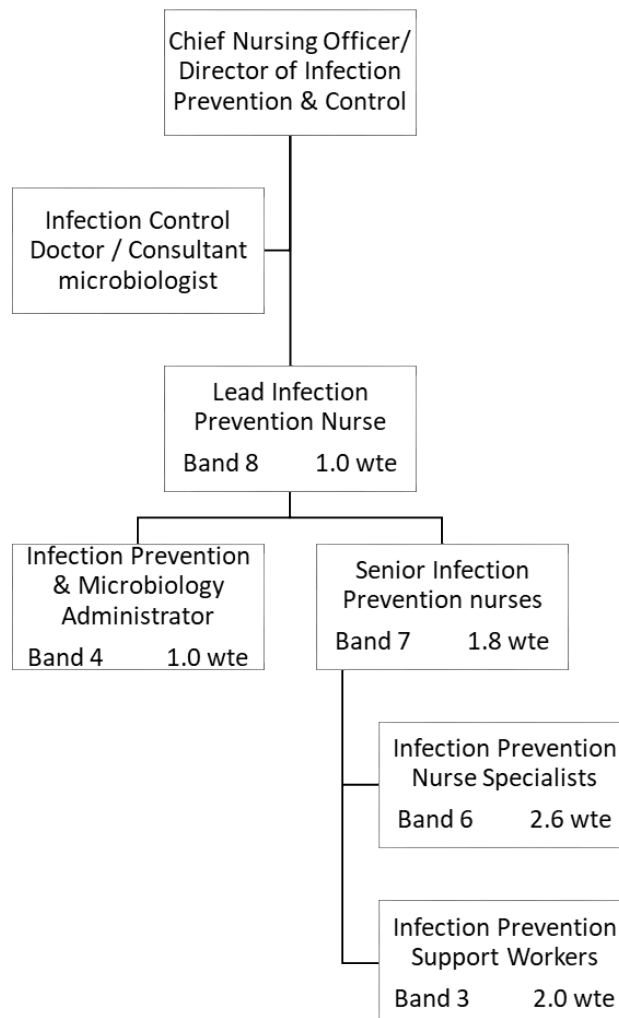 Chief Nursing Officer/
Director of Infection
Prevention & Control
Infection Control
Doctor / Consultant
microbiologist
Lead Infection
Prevention Nurse
Band 8 1.0 wte
Infection Prevention
& Microbiology
Administrator
Band 4 1.0 wte
Senior Infection
Prevention nurses
Band 7 1.8 wte
Infection Prevention
Nurse Specialists
Band 6 2.6 wte
Infection Prevention
Support Workers
Band 3 2.0 wte